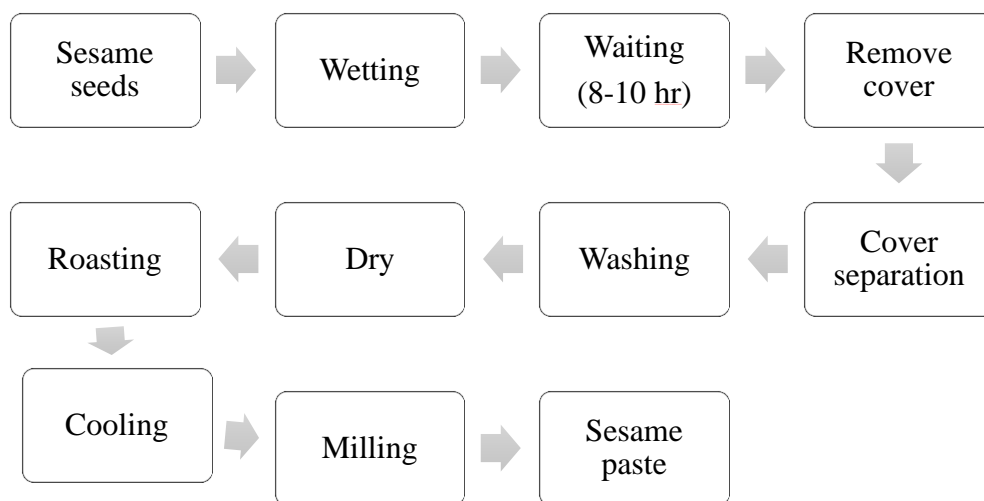 Sesame
seeds
Wetting
Waiting
(8-10 hr)
Remove
cover
Cover
separation
Washing
Dry
Roasting
Cooling
Milling
Sesame
paste